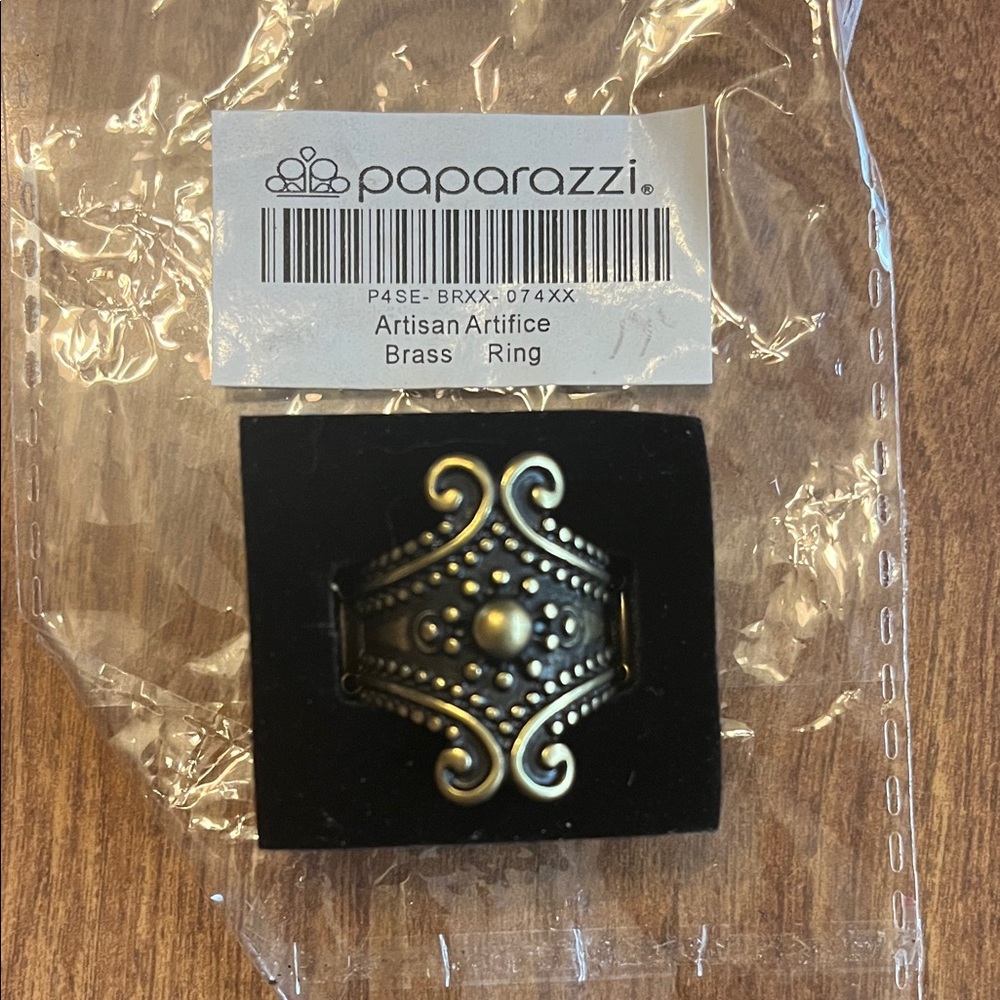 paparazzi®
P4SE- BRXX- 074XX
Artisan Artifice
Brass Ring